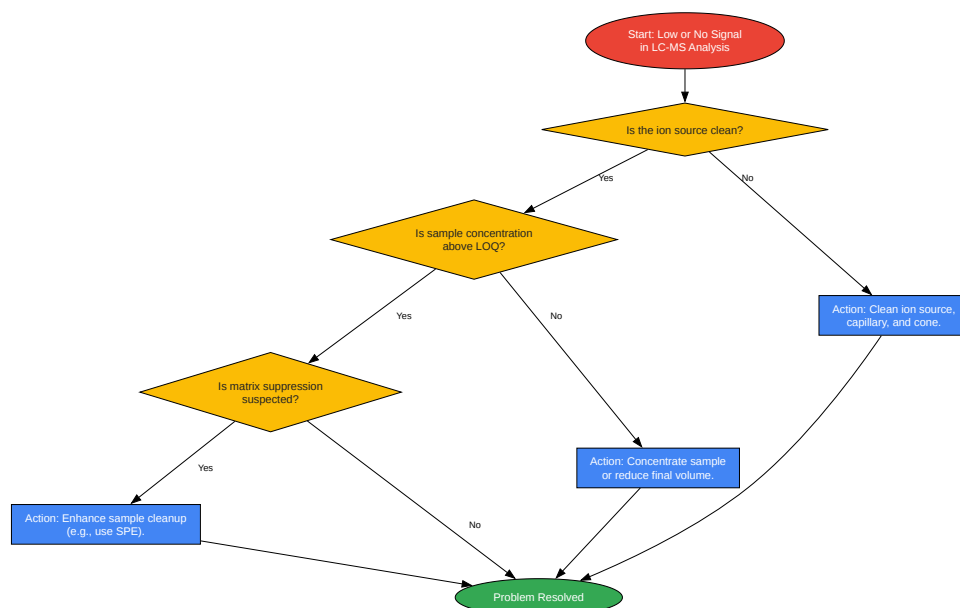 Start: Low or No Signal
in LC-MS Analysis
Is the ion source clean?
Yes
No
Is sample concentration
above LOQ?
Action: Clean ion source,
capillary, and cone.
Yes
No
Is matrix suppression
suspected?
Action: Concentrate sample
or reduce final volume.
Yes
No
Action: Enhance sample cleanup
(e.g., use SPE).
Problem Resolved